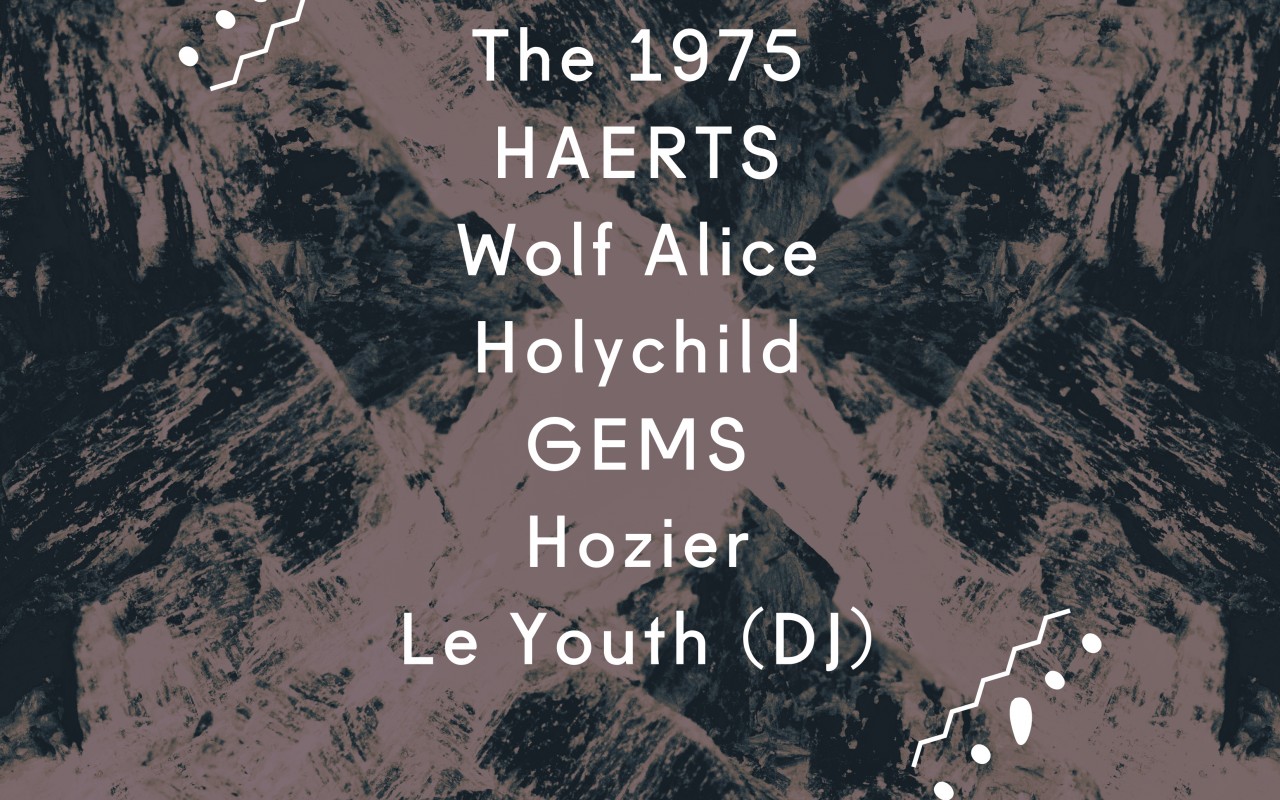 The 1975
HAERTS
Wolf Alice
Holychild
GEMS
Hozier
Le Youth (DJ)